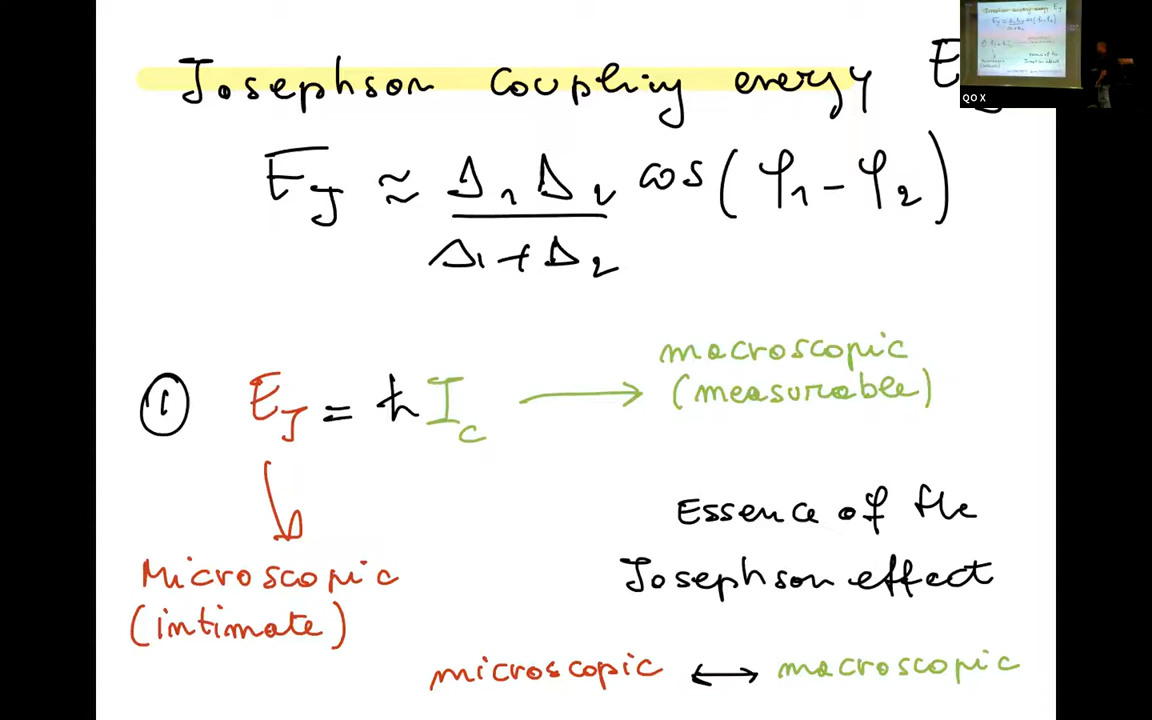 Josephson coupling energy E
E_J ≈ Δ₁Δ₂ / Δ₁+Δ₂ cos(φ₁-φ₂)
① E_J = ħ I_c → macroscopic
(measurable)
Microscopic
(intimate)
Essence of the
Josephson effect
microscopic ↔ macroscopic
QO X